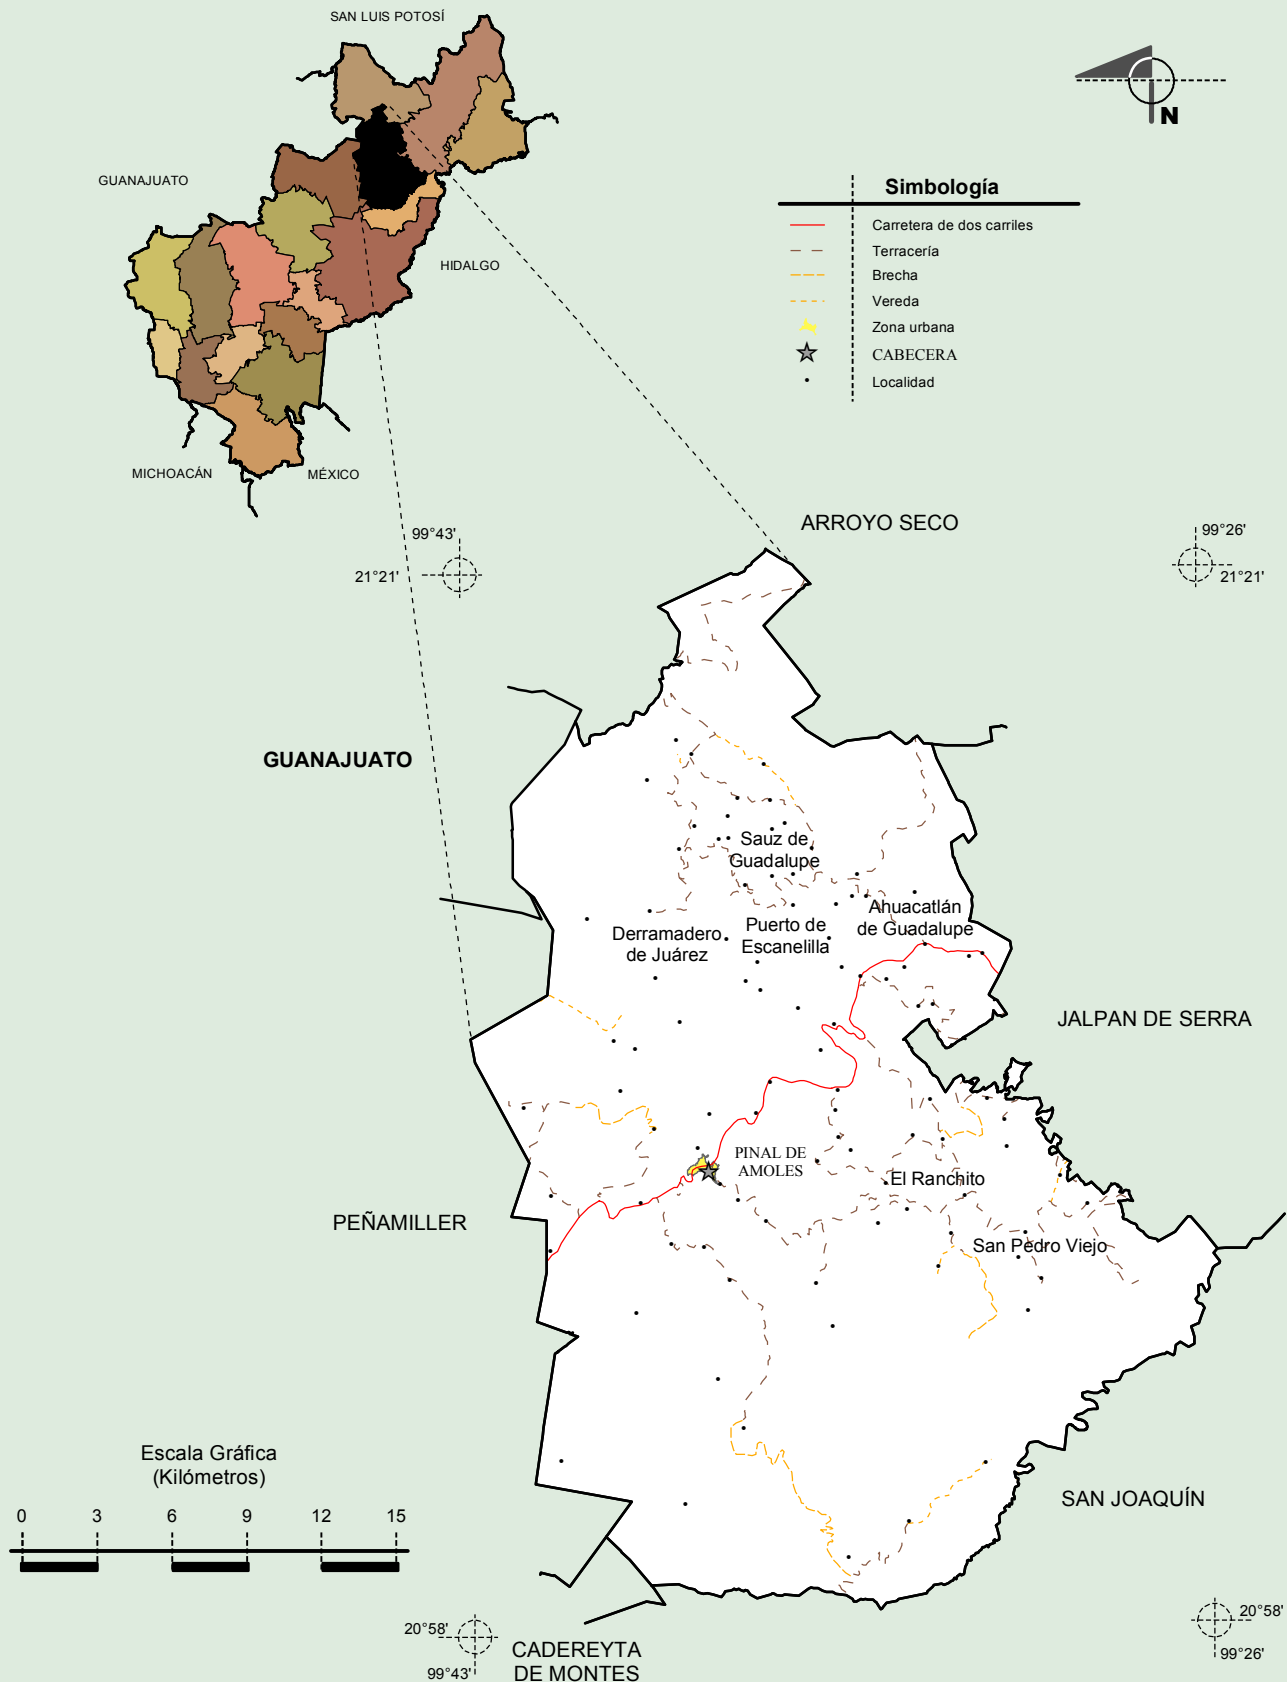 SAN LUIS POTOSÍ
GUANAJUATO
HIDALGO
MICHOACÁN
MÉXICO
N
Simbología
Carretera de dos carriles
Terracería
Brecha
Vereda
Zona urbana
CABECERA
Localidad
ARROYO SECO
99°43'
21°21'
99°26'
21°21'
GUANAJUATO
Sauz de
Guadalupe
Derramadero
de Juárez
Puerto de
Escanelilla
Ahuacatlán
de Guadalupe
JALPAN DE SERRA
PINAL DE
AMOLES
El Ranchito
PEÑAMILLER
San Pedro Viejo
Escala Gráfica
(Kilómetros)
0 3 6 9 12 15
SAN JOAQUÍN
20°58'
99°43'
CADEREYTA
DE MONTES
20°58'
99°26'